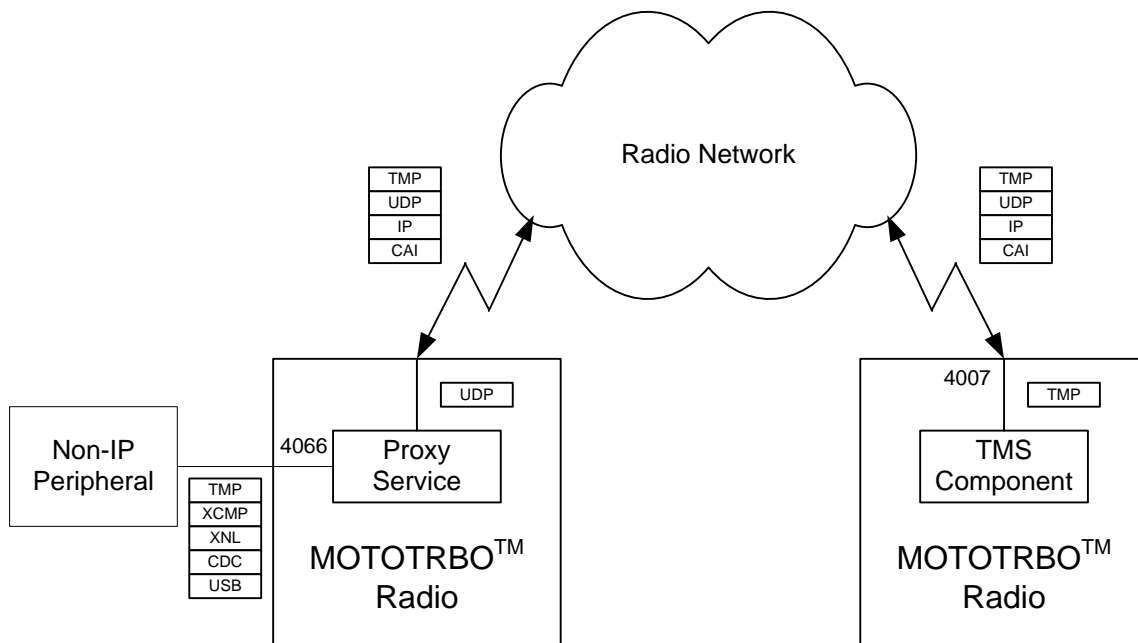 Radio Network
TMP
UDP
IP
CAI
TMP
UDP
IP
CAI
Non-IP
Peripheral
TMP
XCMP
XNL
CDC
USB
4066
UDP
Proxy
Service
MOTOTRBO™
Radio
4007
TMP
TMS
Component
MOTOTRBO™
Radio